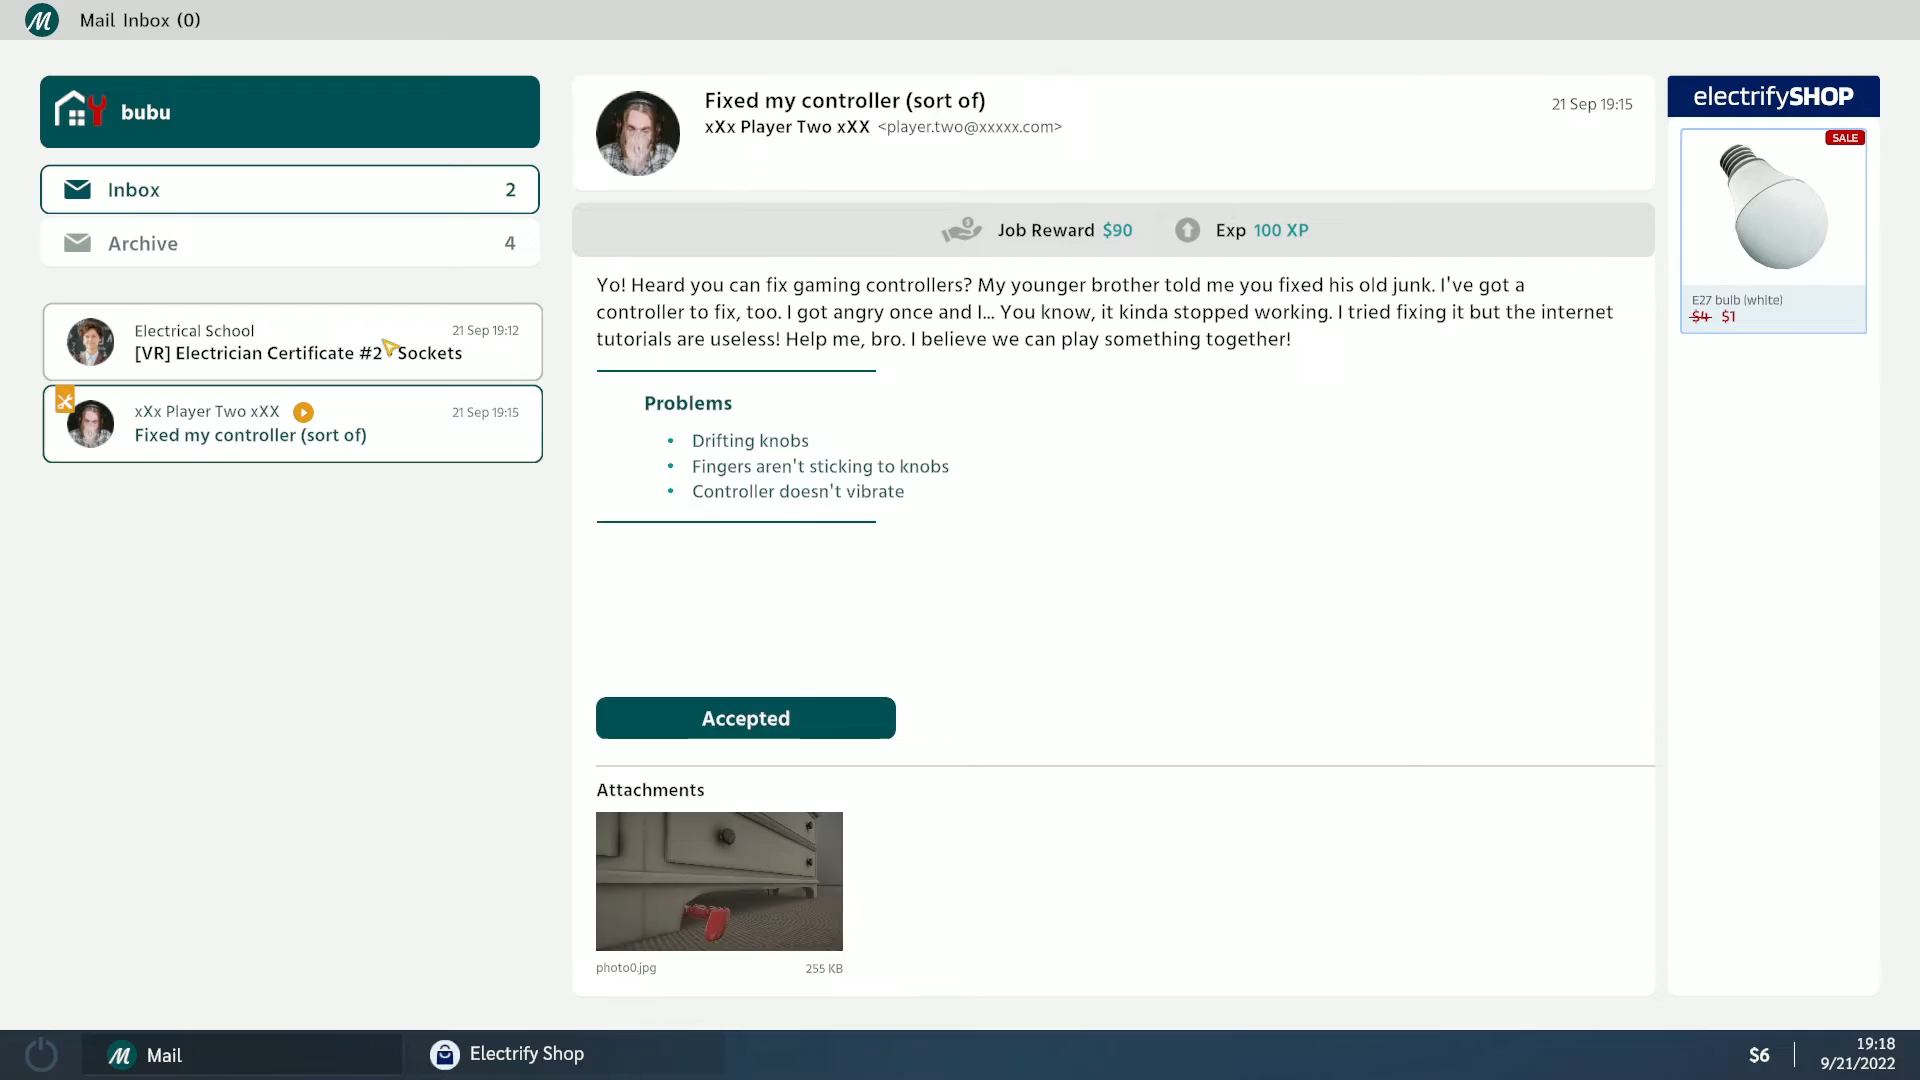 Mail Inbox (0)
bubu
Inbox 2
Archive 4
Electrical School 21 Sep 19:12
[VR] Electrician Certificate #2 Sockets
xXx Player Two xXX 21 Sep 19:15
Fixed my controller (sort of)
Fixed my controller (sort of) 21 Sep 19:15
xXx Player Two xXX <player.two@xxxxx.com>
Job Reward $90 Exp 100 XP
Yo! Heard you can fix gaming controllers? My younger brother told me you fixed his old junk. I've got a
controller to fix, too. I got angry once and I... You know, it kinda stopped working. I tried fixing it but the internet
tutorials are useless! Help me, bro. I believe we can play something together!
Problems
• Drifting knobs
• Fingers aren't sticking to knobs
• Controller doesn't vibrate
Accepted
Attachments
photo0.jpg 255 KB
electrifySHOP
SALE
E27 bulb (white)
$4 $1
Mail
Electrify Shop
$6
19:18
9/21/2022